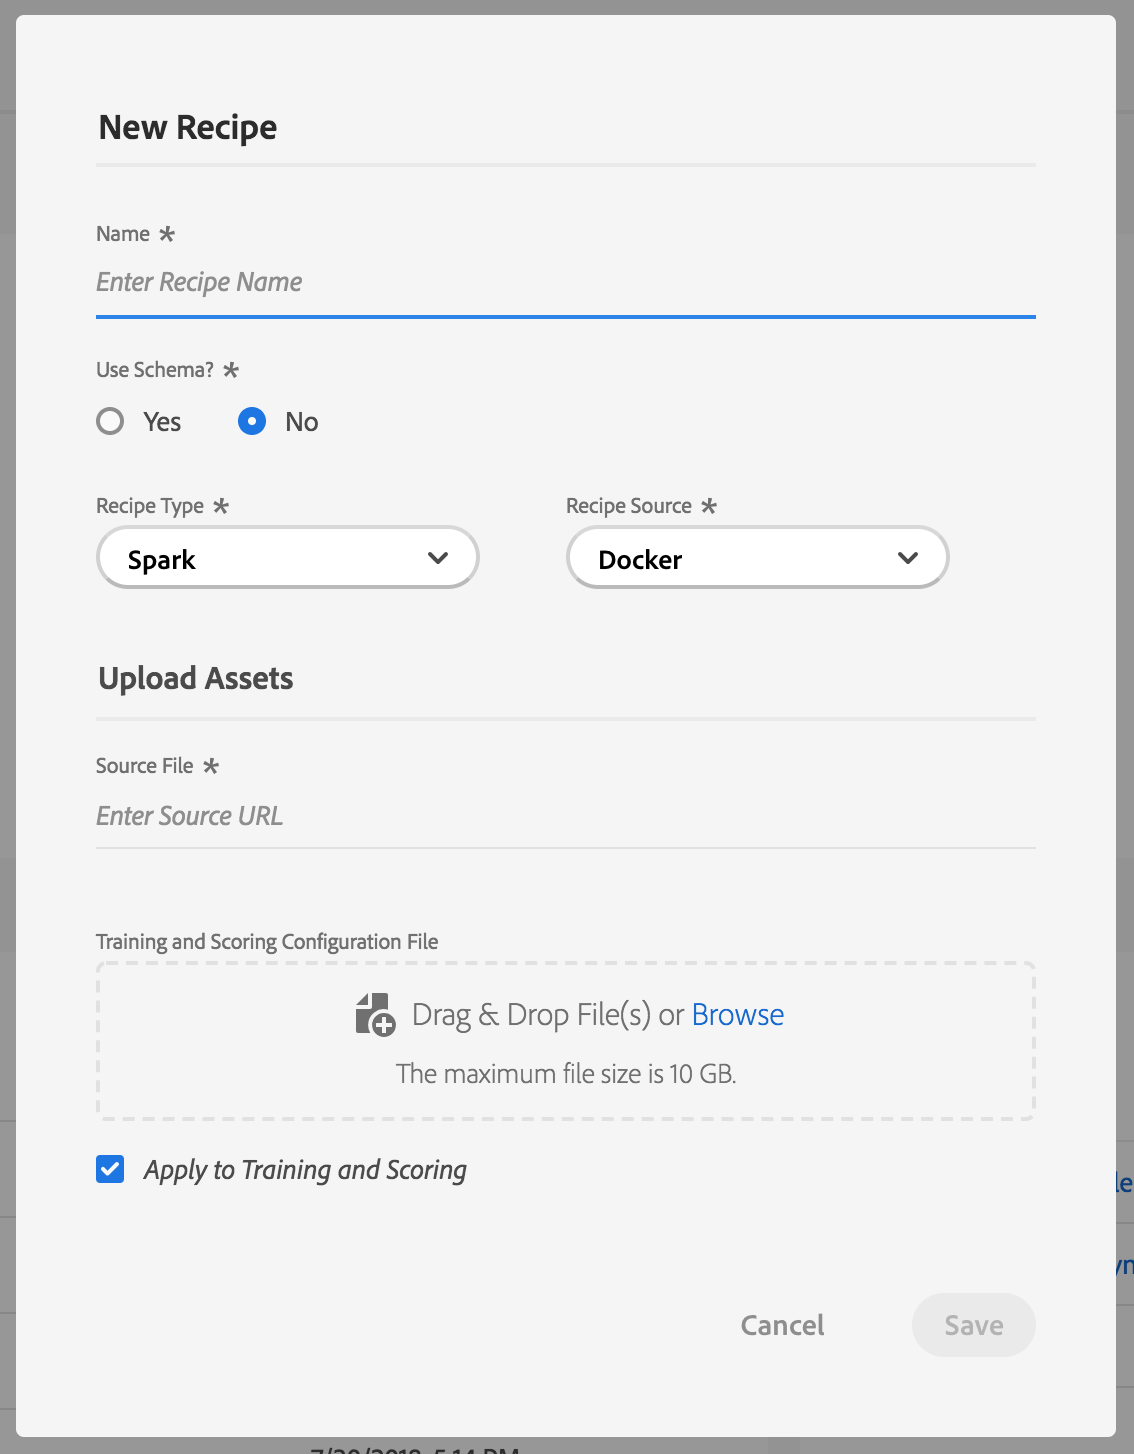 New Recipe
Name *
Enter Recipe Name
Use Schema? *
Yes No
Recipe Type * Recipe Source *
Spark Docker
Upload Assets
Source File *
Enter Source URL
Training and Scoring Configuration File
Drag & Drop File(s) or Browse
The maximum file size is 10 GB.
Apply to Training and Scoring
Cancel Save